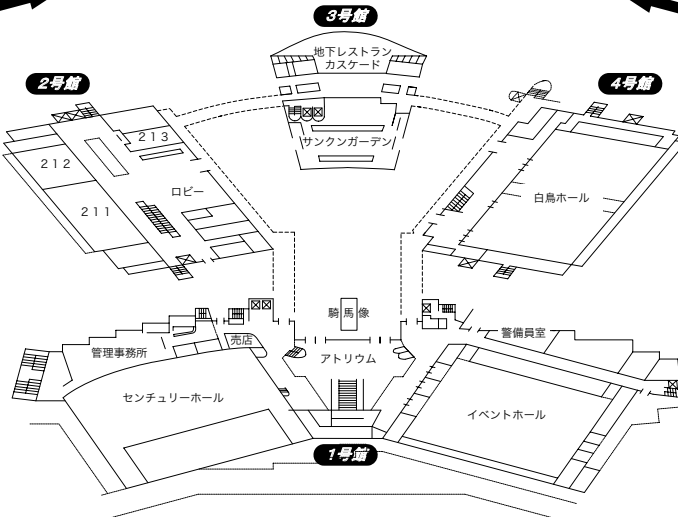 3号館
地下レストラン
カスケード
2号館
4号館
213
サンクンガーデン
212
ロビー
白鳥ホール
211
騎馬像
警備員室
売店
管理事務所
アトリウム
センチュリーホール
イベントホール
1号館